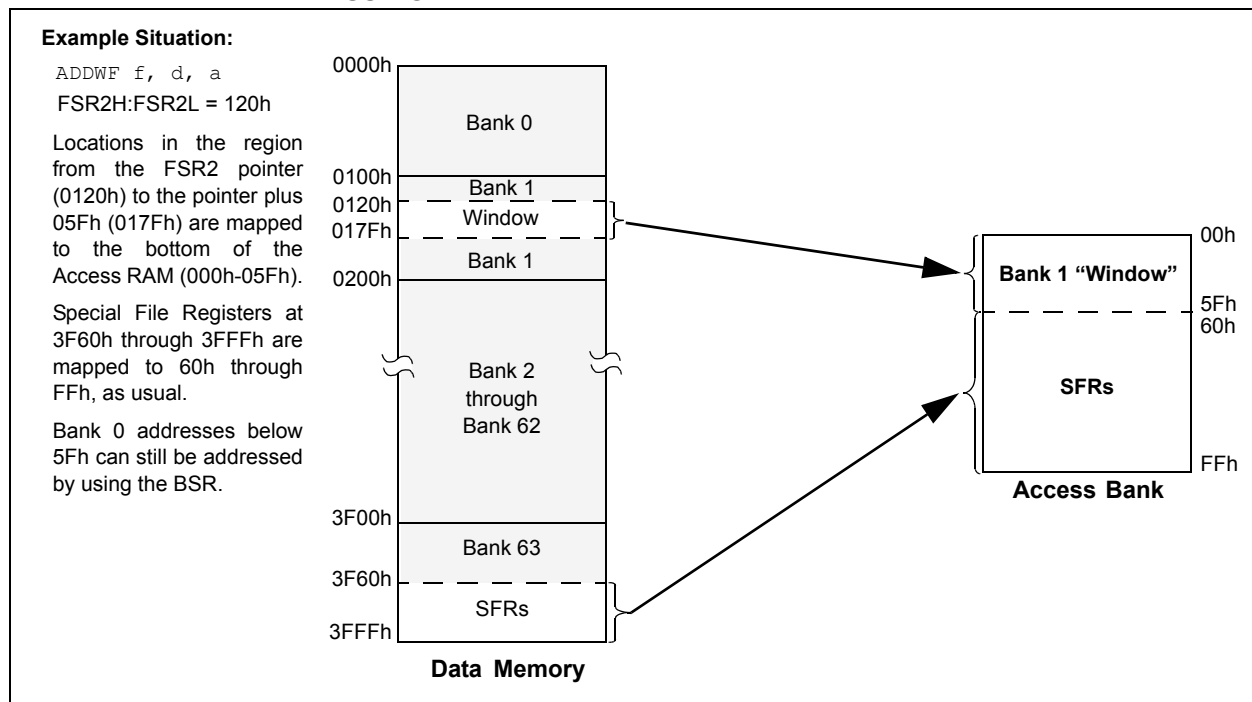 Example Situation:
ADDWF f, d, a
FSR2H:FSR2L = 120h
Locations in the region
from the FSR2 pointer
(0120h) to the pointer plus
05Fh (017Fh) are mapped
to the bottom of the
Access RAM (000h-05Fh).
Special File Registers at
3F60h through 3FFFh are
mapped to 60h through
FFh, as usual.
Bank 0 addresses below
5Fh can still be addressed
by using the BSR.
0000h
Bank 0
0100h
Bank 1
0120h
Window
017Fh
Bank 1
0200h
Bank 2
through
Bank 62
3F00h
Bank 63
3F60h
SFRs
3FFFh
Data Memory
00h
Bank 1 “Window”
5Fh
60h
SFRs
FFh
Access Bank